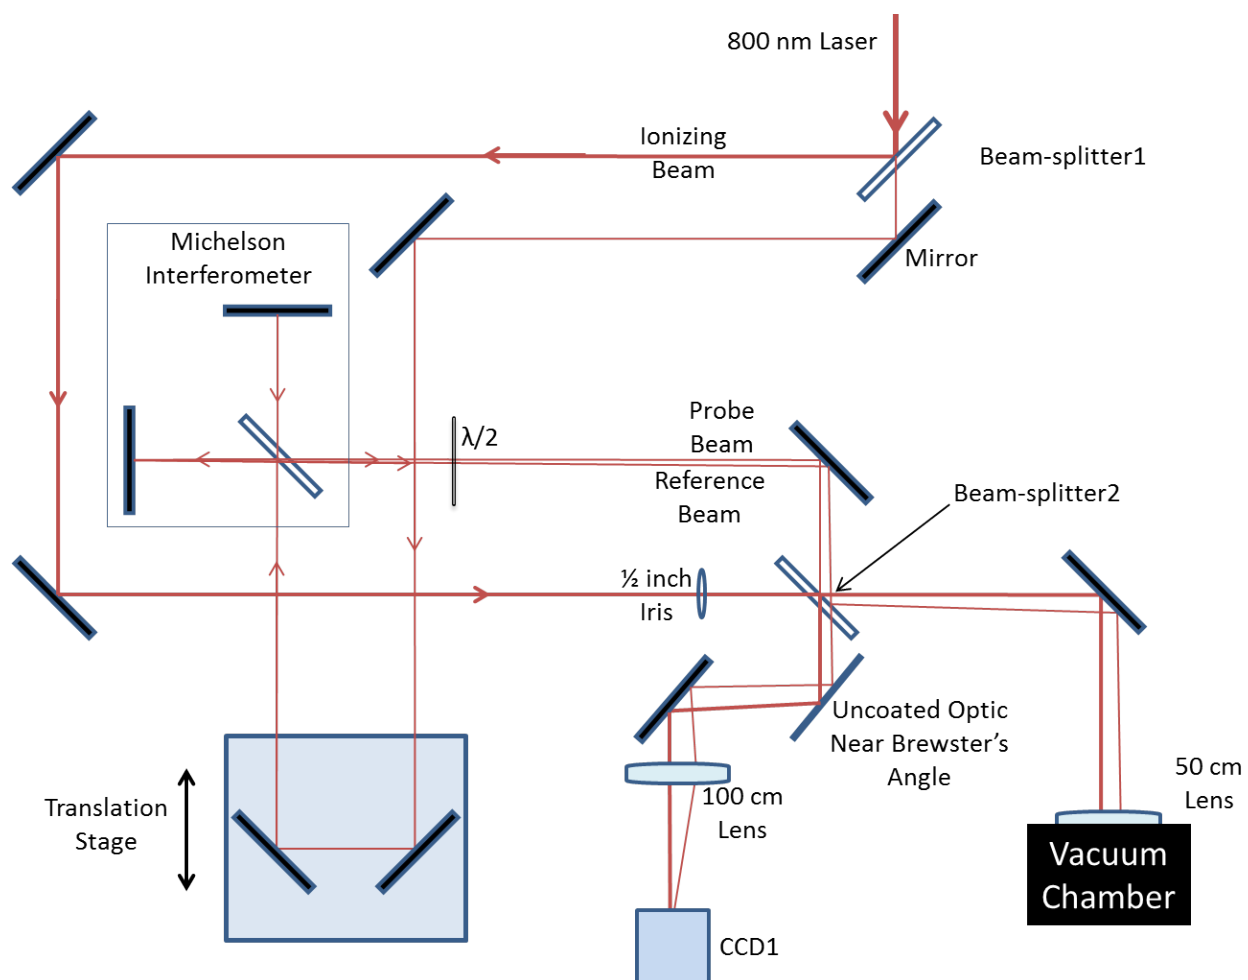 800 nm Laser
Ionizing
Beam
Beam-splitter1
Michelson
Interferometer
Mirror
λ/2
Probe
Beam
Reference
Beam
Beam-splitter2
½ inch
Iris
Uncoated Optic
Near Brewster’s
Angle
Translation
Stage
100 cm
Lens
50 cm
Lens
Vacuum
Chamber
CCD1